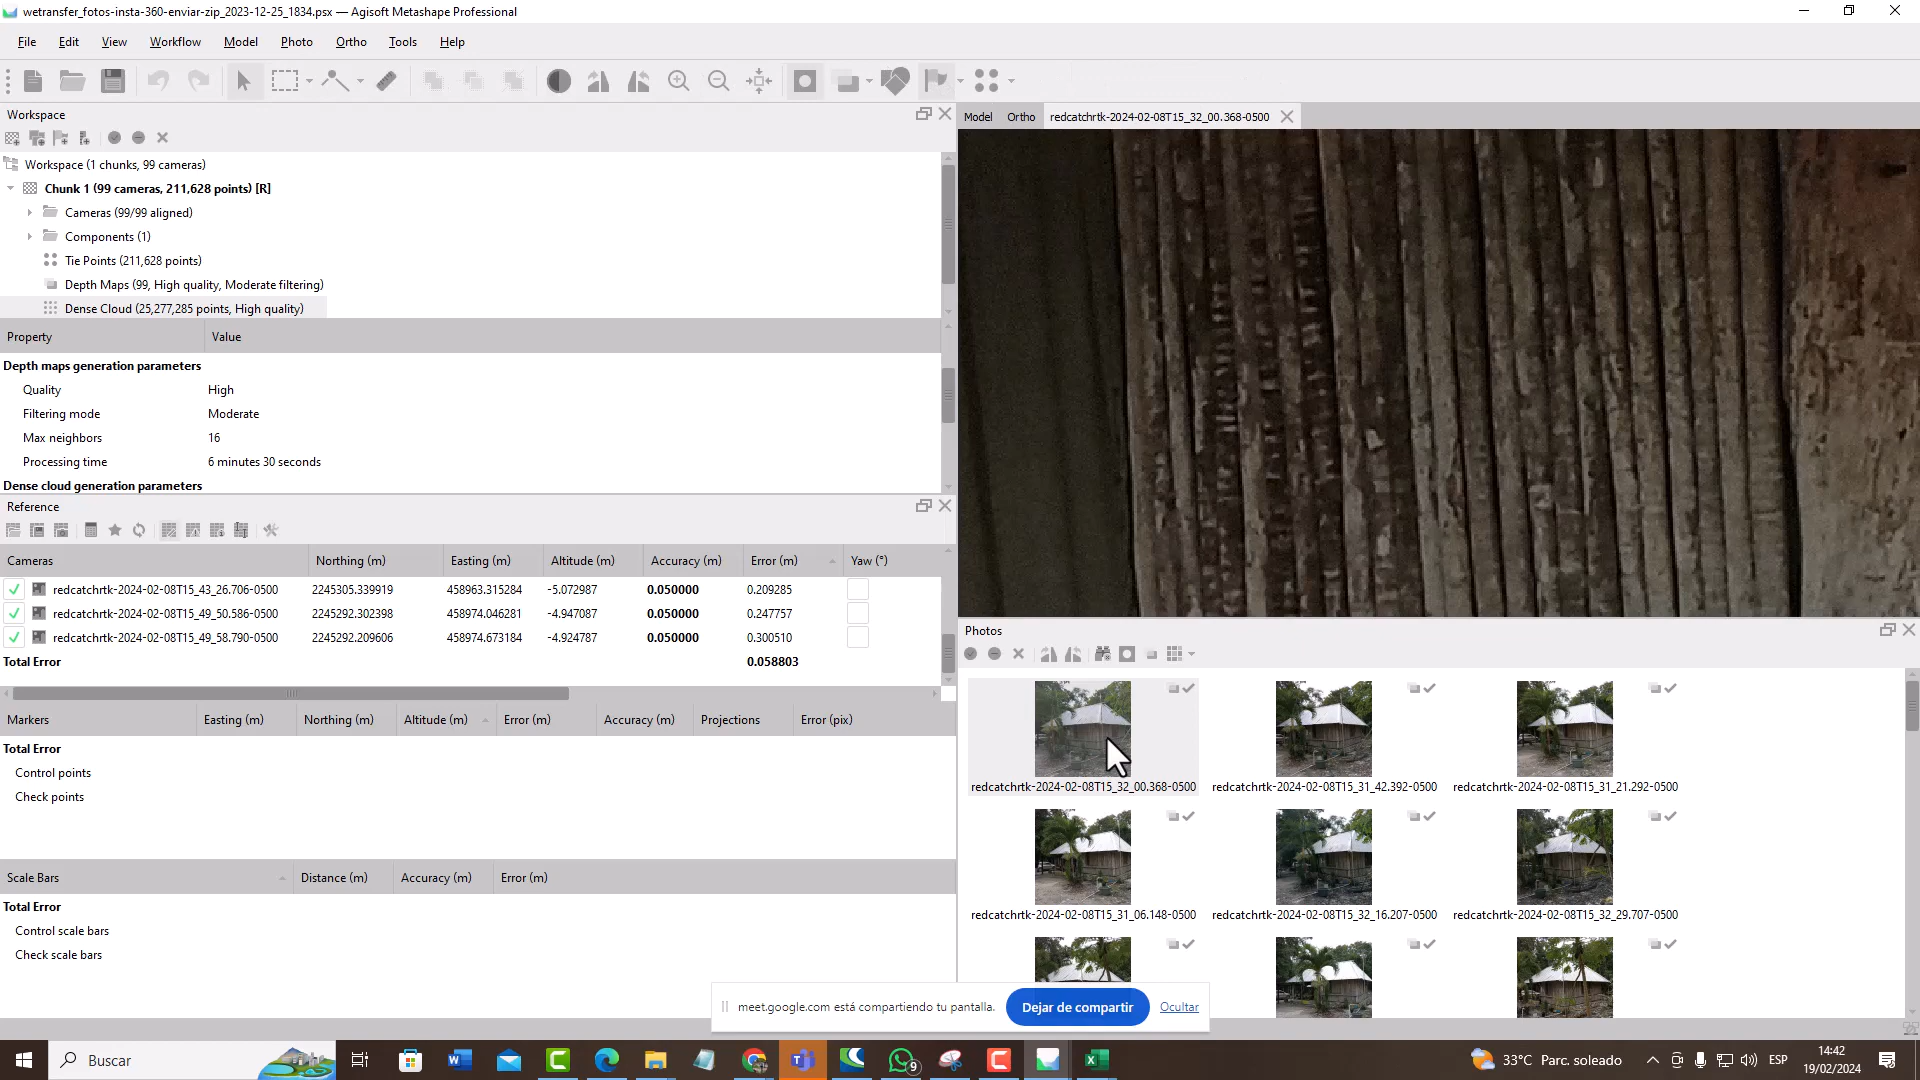 wetransfer_fotos-insta-360-enviar-zip_2023-12-25_1834.psx — Agisoft Metashape Professional
File Edit View Workflow Model Photo Ortho Tools Help
Workspace
Workspace (1 chunks, 99 cameras)
Chunk 1 (99 cameras, 211,628 points) [R]
Cameras (99/99 aligned)
Components (1)
Tie Points (211,628 points)
Depth Maps (99, High quality, Moderate filtering)
Dense Cloud (25,277,285 points, High quality)
Property Value
Depth maps generation parameters
Quality High
Filtering mode Moderate
Max neighbors 16
Processing time 6 minutes 30 seconds
Dense cloud generation parameters
Reference
Cameras Northing (m) Easting (m) Altitude (m) Accuracy (m) Error (m) Yaw (°)
redcatchrtk-2024-02-08T15_43_26.706-0500 2245305.339919 458963.315284 -5.072987 0.050000 0.209285
redcatchrtk-2024-02-08T15_49_50.586-0500 2245292.302398 458974.046281 -4.947087 0.050000 0.247757
redcatchrtk-2024-02-08T15_49_58.790-0500 2245292.209606 458974.673184 -4.924787 0.050000 0.300510
Total Error 0.058803
Markers Easting (m) Northing (m) Altitude (m) Error (m) Accuracy (m) Projections Error (pix)
Total Error
Control points
Check points
Scale Bars Distance (m) Accuracy (m) Error (m)
Total Error
Control scale bars
Check scale bars
Model Ortho redcatchrtk-2024-02-08T15_32_00.368-0500
Photos
redcatchrtk-2024-02-08T15_32_00.368-0500 redcatchrtk-2024-02-08T15_31_42.392-0500 redcatchrtk-2024-02-08T15_31_21.292-0500
redcatchrtk-2024-02-08T15_31_06.148-0500 redcatchrtk-2024-02-08T15_32_16.207-0500 redcatchrtk-2024-02-08T15_32_29.707-0500
meet.google.com está compartiendo tu pantalla. Dejar de compartir Ocultar
Buscar
9
33°C Parc. soleado
ESP
14:42
19/02/2024